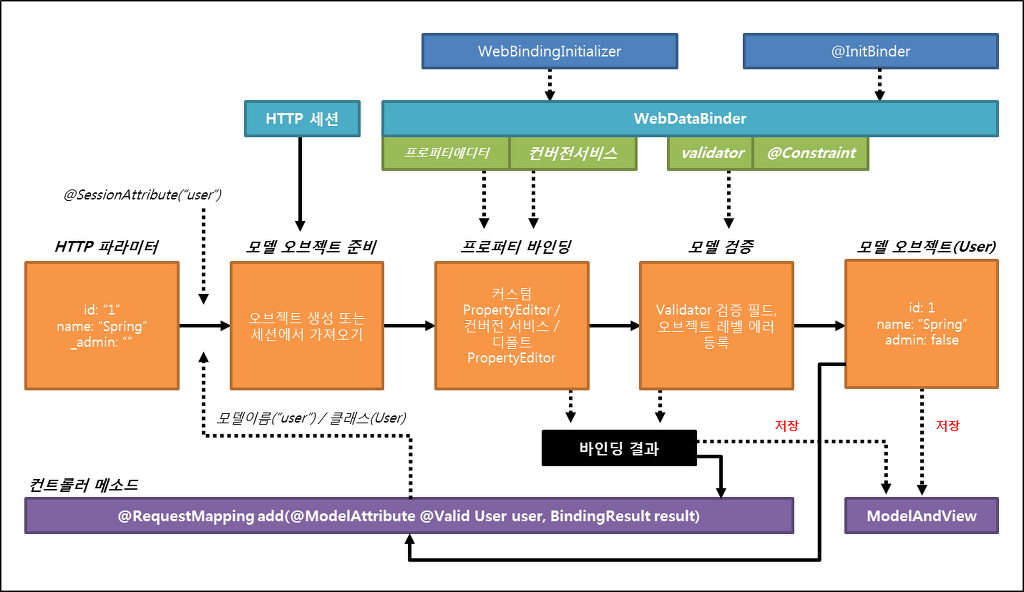 WebBindingInitializer
@InitBinder
HTTP 세션
WebDataBinder
프로퍼티에디터
컨버전서비스
validator
@Constraint
@SessionAttribute(“user”)
HTTP 파라미터
모델 오브젝트 준비
프로퍼티 바인딩
모델 검증
모델 오브젝트(User)
id: “1”
name: “Spring”
_admin: “”
오브젝트 생성 또는
세션에서 가져오기
커스텀
PropertyEditor /
컨버전 서비스 /
디폴트
PropertyEditor
Validator 검증 필드,
오브젝트 레벨 에러
등록
id: 1
name: “Spring”
admin: false
모델이름(“user”) / 클래스(User)
바인딩 결과
저장
저장
컨트롤러 메소드
@RequestMapping add(@ModelAttribute @Valid User user, BindingResult result)
ModelAndView